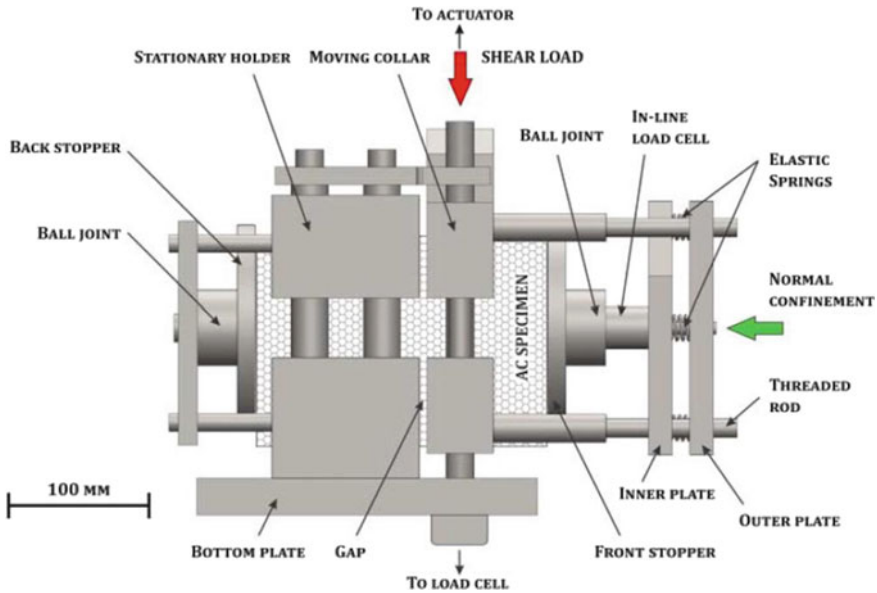 TO ACTUATOR
STATIONARY HOLDER
MOVING COLLAR
SHEAR LOAD
BACK STOPPER
BALL JOINT
IN-LINE
LOAD CELL
ELASTIC
SPRINGS
BALL JOINT
NORMAL
CONFINEMENT
AC SPECIMEN
THREADED
ROD
100 MM
INNER PLATE
OUTER PLATE
BOTTOM PLATE
GAP
FRONT STOPPER
TO LOAD CELL